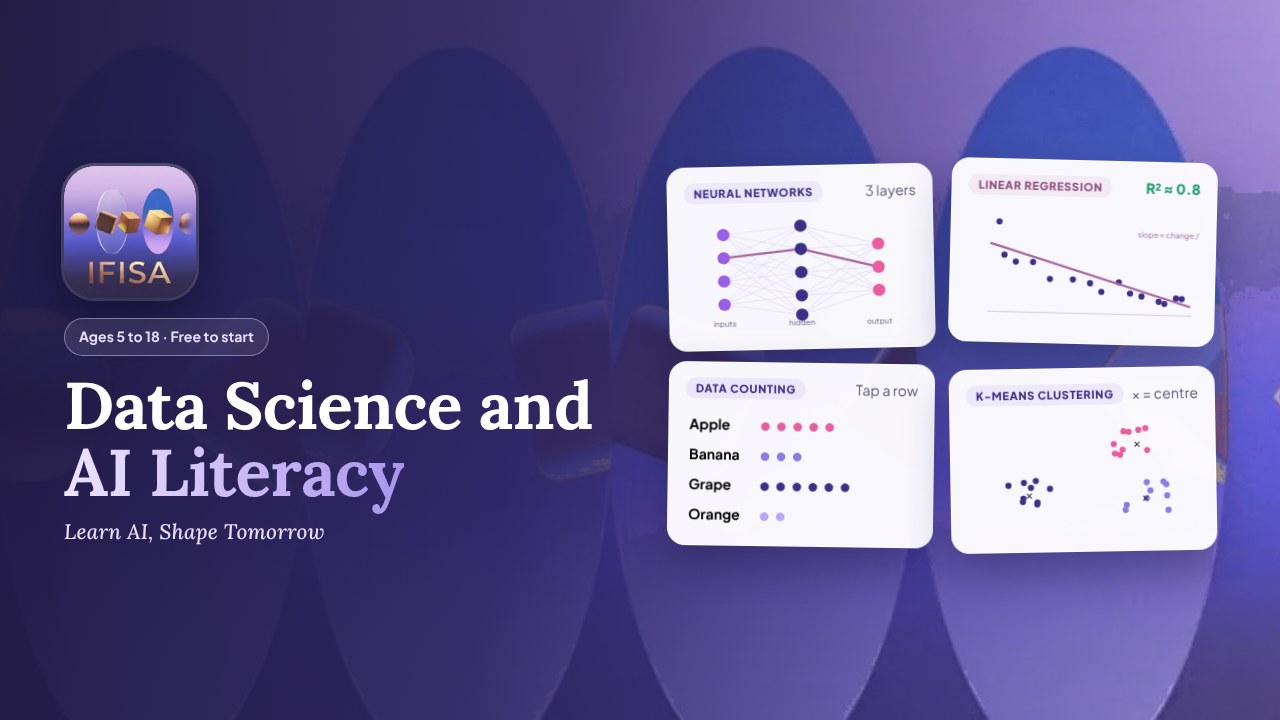 IFISA
Ages 5 to 18 · Free to start
Data Science and
AI Literacy
Learn AI, Shape Tomorrow
NEURAL NETWORKS
3 layers
inputs
hidden
output
LINEAR REGRESSION
R² ≈ 0.8
slope = change /
DATA COUNTING
Tap a row
Apple
Banana
Grape
Orange
K-MEANS CLUSTERING
× = centre